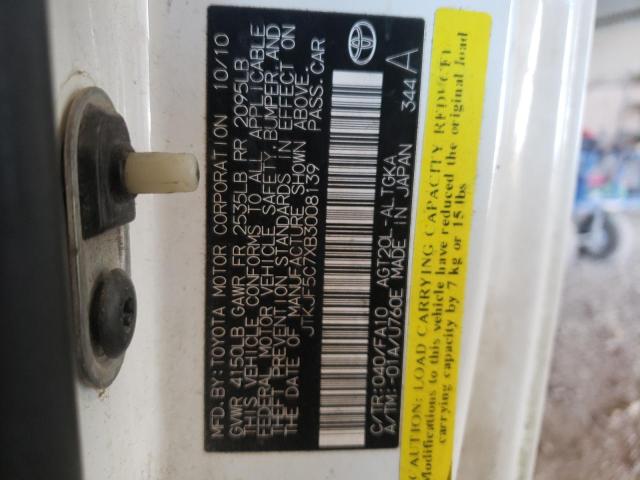 MFD. BY: TOYOTA MOTOR CORPORATION 10/10
GVWR 4150LB GAWR FR 2535LB RR 2095LB
THIS VEHICLE CONFORMS TO ALL APPLICABLE
FEDERAL MOTOR VEHICLE SAFETY, BUMPER, AND
THEFT PREVENTION STANDARDS IN EFFECT ON
THE DATE OF MANUFACTURE SHOWN ABOVE.
JTKJF5C7XB3008139 PASS. CAR
C/TR: 040/FA10 AGT20L-ALTGKA
A/TM: -01A/U760E MADE IN JAPAN 344 A
CAUTION: LOAD CARRYING CAPACITY REDUCED
Modifications to this vehicle have reduced the original load
carrying capacity by 7 kg or 15 lbs